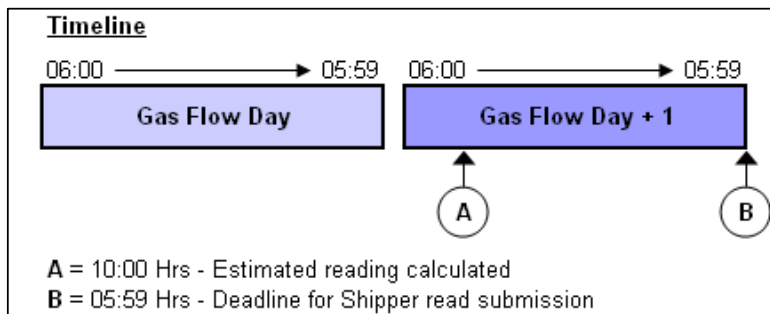 Timeline
06:00 05:59 06:00 05:59
Gas Flow Day Gas Flow Day + 1
A B
A = 10:00 Hrs - Estimated reading calculated
B = 05:59 Hrs - Deadline for Shipper read submission